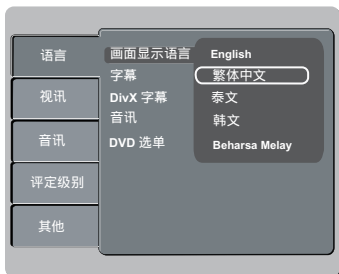 语言
视讯
音讯
评定级别
其他
画面显示语言
字幕
DivX 字幕
音讯
DVD 选单
English
繁体中文
泰文
韩文
Beharsa Melay